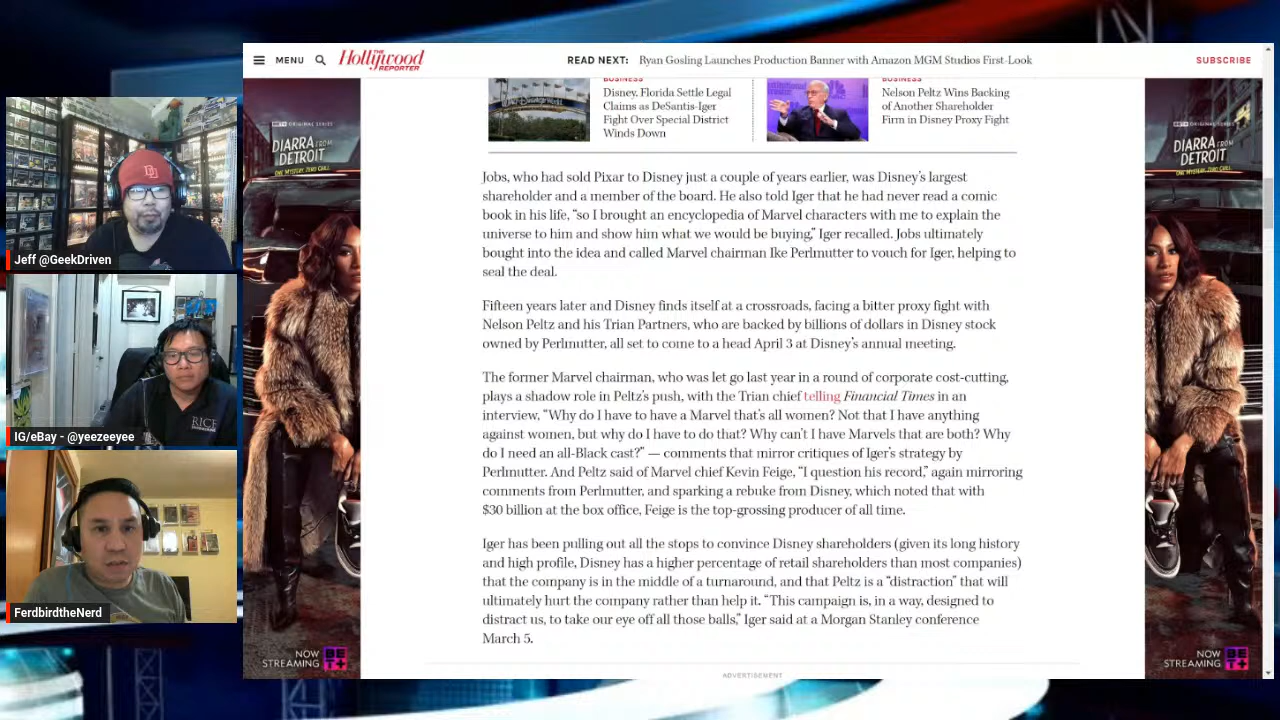 MENU
THE
Hollywood
REPORTER
READ NEXT: Ryan Gosling Launches Production Banner with Amazon MGM Studios First-Look
SUBSCRIBE
BUSINESS
Disney, Florida Settle Legal
Claims as DeSantis-Iger
Fight Over Special District
Winds Down
BUSINESS
Nelson Peltz Wins Backing
of Another Shareholder
Firm in Disney Proxy Fight
Jobs, who had sold Pixar to Disney just a couple of years earlier, was Disney's largest
shareholder and a member of the board. He also told Iger that he had never read a comic
book in his life, "so I brought an encyclopedia of Marvel characters with me to explain the
universe to him and show him what we would be buying," Iger recalled. Jobs ultimately
bought into the idea and called Marvel chairman Ike Perlmutter to vouch for Iger, helping to
seal the deal.
Fifteen years later and Disney finds itself at a crossroads, facing a bitter proxy fight with
Nelson Peltz and his Trian Partners, who are backed by billions of dollars in Disney stock
owned by Perlmutter, all set to come to a head April 3 at Disney's annual meeting.
The former Marvel chairman, who was let go last year in a round of corporate cost-cutting,
plays a shadow role in Peltz's push, with the Trian chief telling Financial Times in an
interview, "Why do I have to have a Marvel that's all women? Not that I have anything
against women, but why do I have to do that? Why can't I have Marvels that are both? Why
do I need an all-Black cast?" — comments that mirror critiques of Iger's strategy by
Perlmutter. And Peltz said of Marvel chief Kevin Feige, "I question his record," again mirroring
comments from Perlmutter, and sparking a rebuke from Disney, which noted that with
$30 billion at the box office, Feige is the top-grossing producer of all time.
Iger has been pulling out all the stops to convince Disney shareholders (given its long history
and high profile, Disney has a higher percentage of retail shareholders than most companies)
that the company is in the middle of a turnaround, and that Peltz is a "distraction" that will
ultimately hurt the company rather than help it. "This campaign is, in a way, designed to
distract us, to take our eye off all those balls," Iger said at a Morgan Stanley conference
March 5.
ADVERTISEMENT
ORIGINAL SERIES
DIARRA FROM
DETROIT
ONE MYSTERY. ZERO CHILL.
NOW
STREAMING
BET+
ORIGINAL SERIES
DIARRA FROM
DETROIT
ONE MYSTERY. ZERO CHILL.
NOW
STREAMING
BET+
Jeff @GeekDriven
RICE
IG/eBay - @yeezeeyee
FerdbirdtheNerd